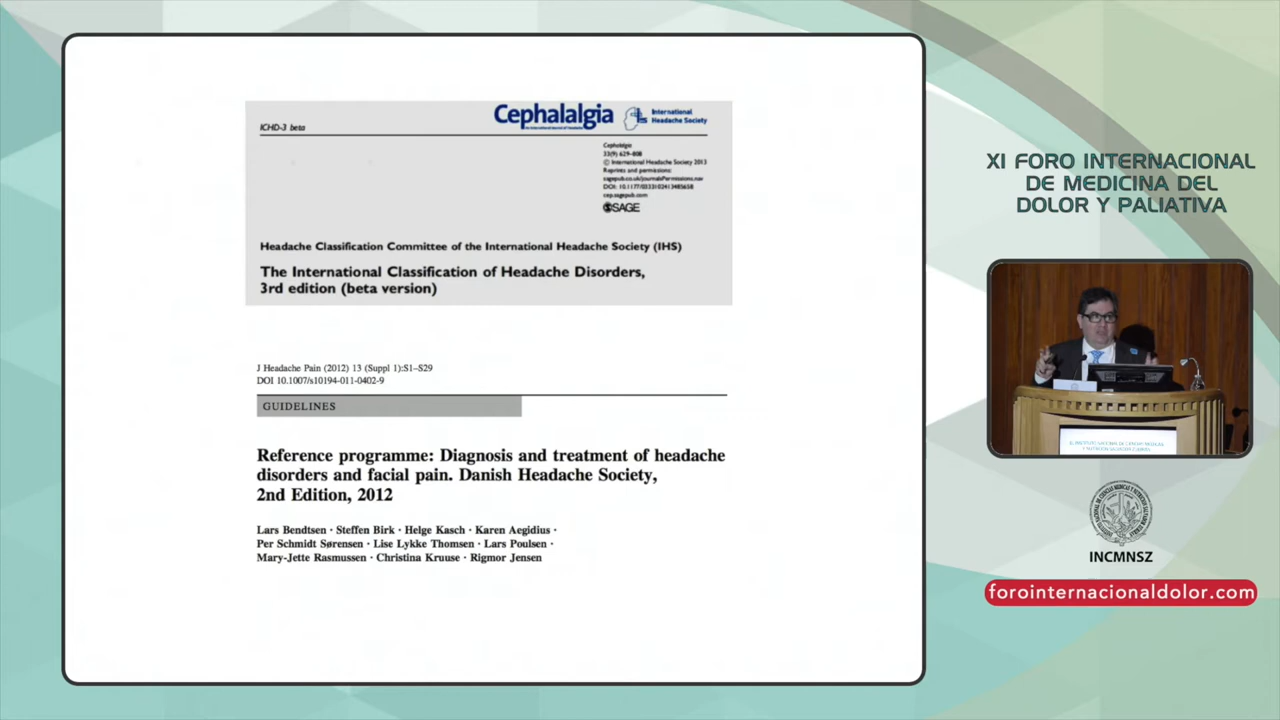 ICHD-3 beta
Cephalalgia
International
Headache Society
Cephalalgia
33(9) 629–808
© International Headache Society 2013
Reprints and permissions:
sagepub.co.uk/journalsPermissions.nav
DOI: 10.1177/0333102413485658
cep.sagepub.com
SAGE
Headache Classification Committee of the International Headache Society (IHS)
The International Classification of Headache Disorders,
3rd edition (beta version)
J Headache Pain (2012) 13 (Suppl 1):S1–S29
DOI 10.1007/s10194-011-0402-9
GUIDELINES
Reference programme: Diagnosis and treatment of headache
disorders and facial pain. Danish Headache Society,
2nd Edition, 2012
Lars Bendtsen · Steffen Birk · Helge Kasch · Karen Aegidius ·
Per Schmidt Sørensen · Lise Lykke Thomsen · Lars Poulsen ·
Mary-Jette Rasmussen · Christina Kruuse · Rigmor Jensen
XI FORO INTERNACIONAL
DE MEDICINA DEL
DOLOR Y PALIATIVA
INCMNSZ
forointernacionaldolor.com